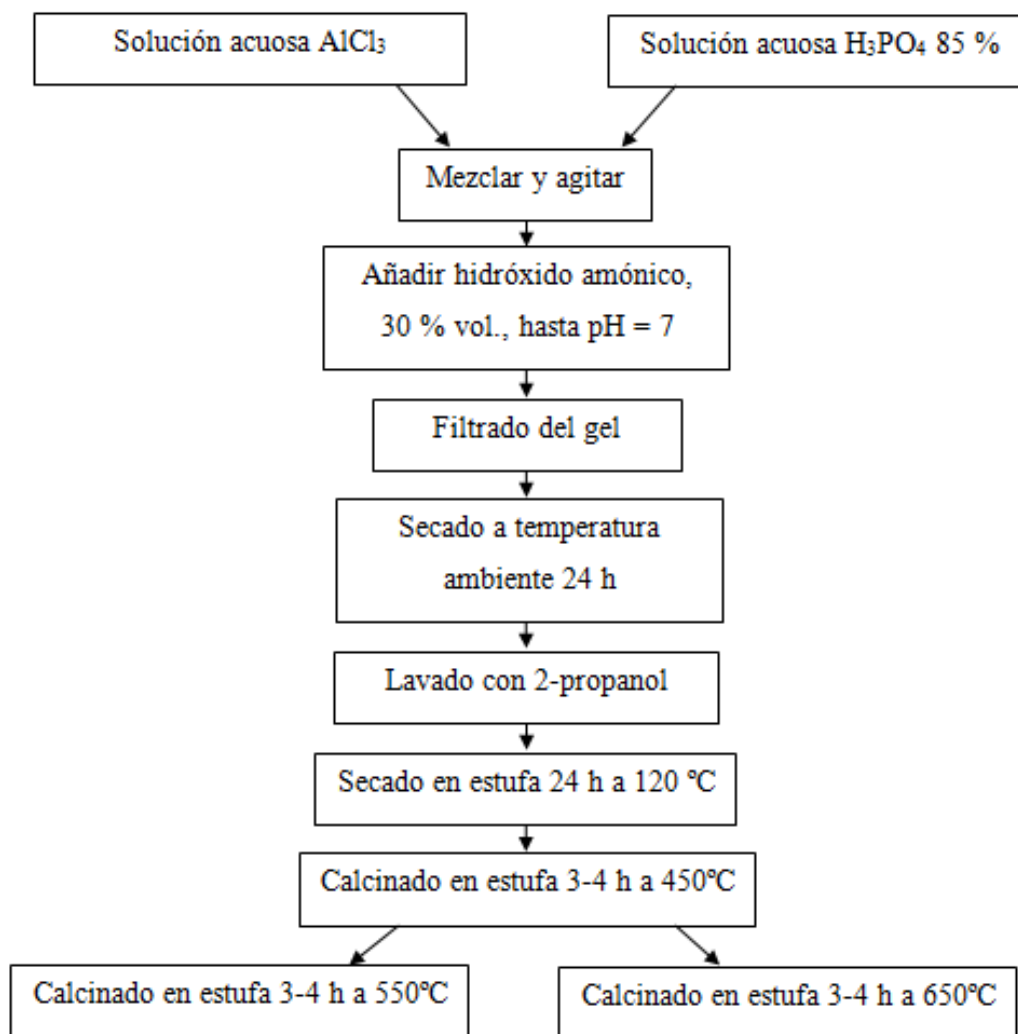 Solución acuosa AlCl₃
Solución acuosa H₃PO₄ 85 %
Mezclar y agitar
Añadir hidróxido amónico,
30 % vol., hasta pH = 7
Filtrado del gel
Secado a temperatura
ambiente 24 h
Lavado con 2-propanol
Secado en estufa 24 h a 120 ºC
Calcinado en estufa 3-4 h a 450ºC
Calcinado en estufa 3-4 h a 550ºC
Calcinado en estufa 3-4 h a 650ºC